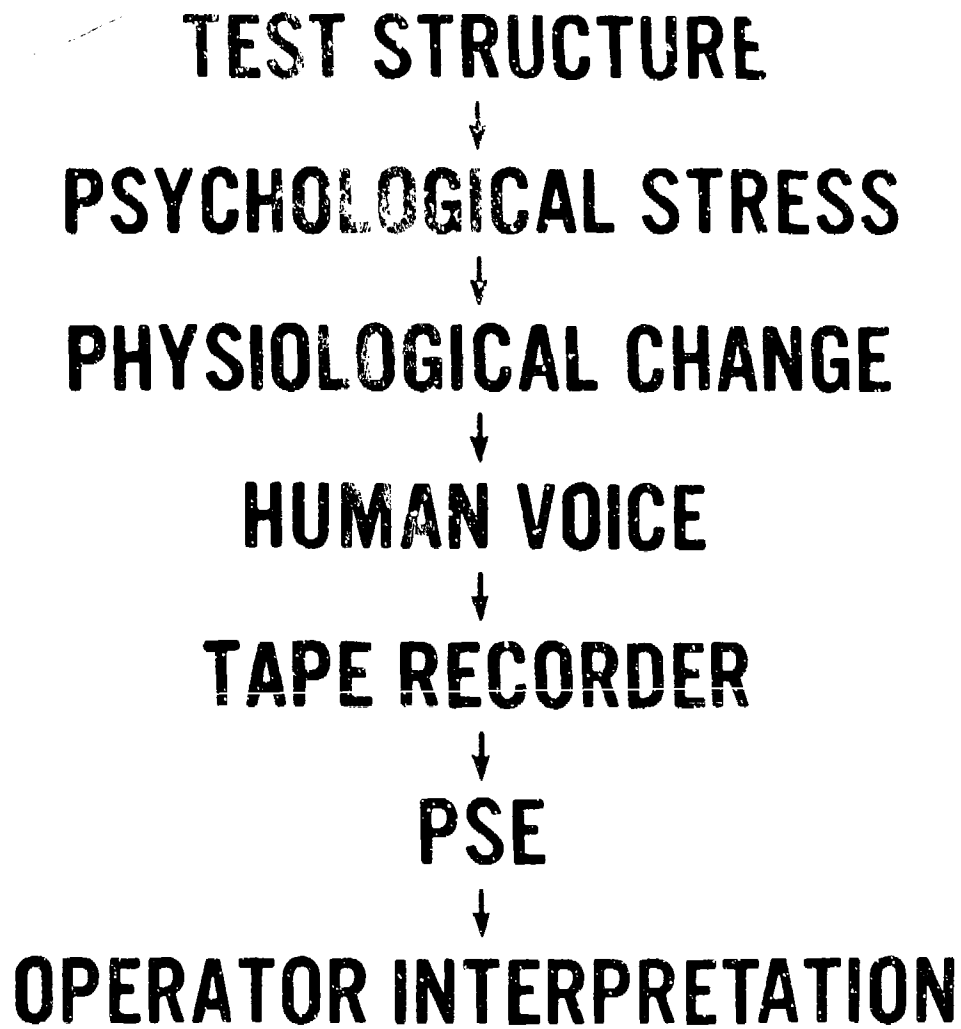 TEST STRUCTURE
PSYCHOLOGICAL STRESS
PHYSIOLOGICAL CHANGE
HUMAN VOICE
TAPE RECORDER
PSE
OPERATOR INTERPRETATION